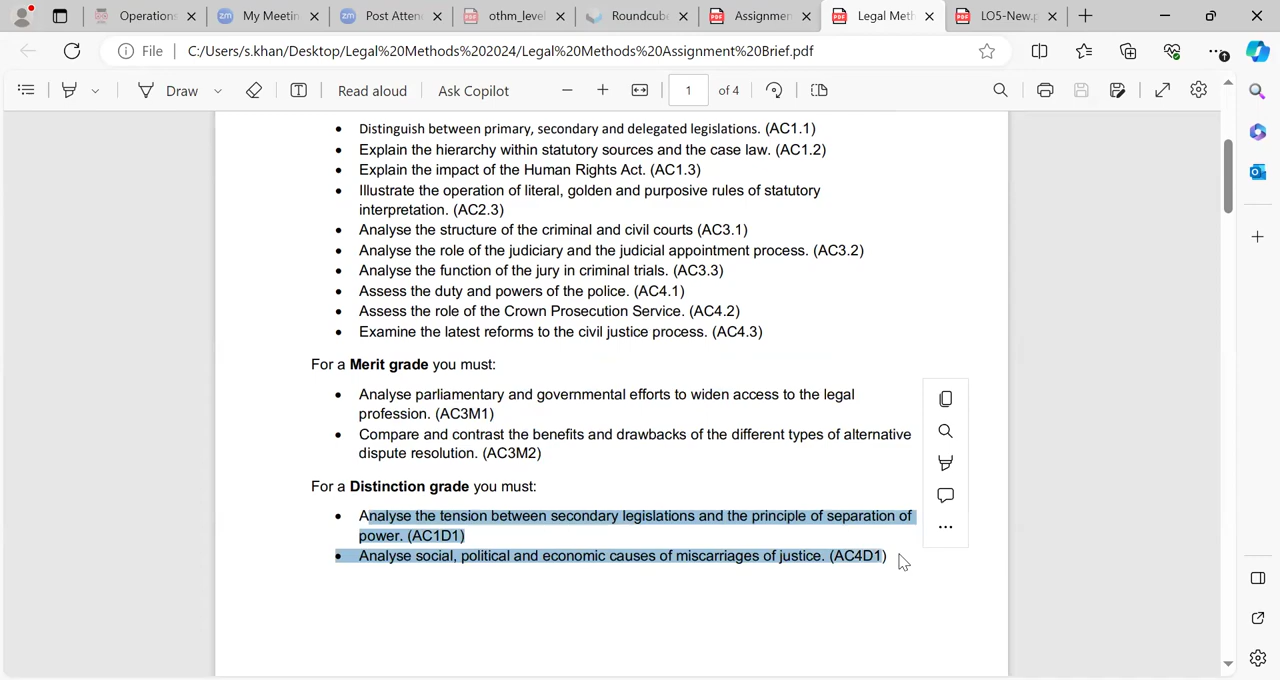 Operations
My Meetin
Post Atten
othm_level
Roundcube
Assignmen
Legal Meth
LO5-New.p
File
C:/Users/s.khan/Desktop/Legal%20Methods%202024/Legal%20Methods%20Assignment%20Brief.pdf
Draw
Read aloud
Ask Copilot
1
of 4
• Distinguish between primary, secondary and delegated legislations. (AC1.1)
• Explain the hierarchy within statutory sources and the case law. (AC1.2)
• Explain the impact of the Human Rights Act. (AC1.3)
• Illustrate the operation of literal, golden and purposive rules of statutory
interpretation. (AC2.3)
• Analyse the structure of the criminal and civil courts (AC3.1)
• Analyse the role of the judiciary and the judicial appointment process. (AC3.2)
• Analyse the function of the jury in criminal trials. (AC3.3)
• Assess the duty and powers of the police. (AC4.1)
• Assess the role of the Crown Prosecution Service. (AC4.2)
• Examine the latest reforms to the civil justice process. (AC4.3)
For a Merit grade you must:
• Analyse parliamentary and governmental efforts to widen access to the legal
profession. (AC3M1)
• Compare and contrast the benefits and drawbacks of the different types of alternative
dispute resolution. (AC3M2)
For a Distinction grade you must:
• Analyse the tension between secondary legislations and the principle of separation of
power. (AC1D1)
• Analyse social, political and economic causes of miscarriages of justice. (AC4D1)